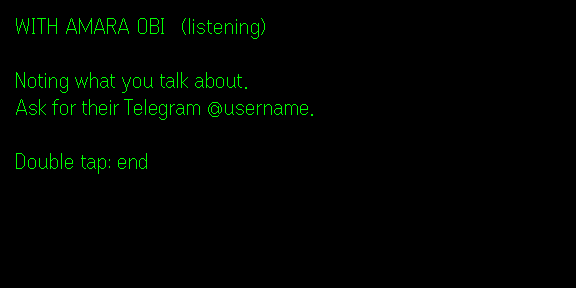 WITH AMARA OBI (listening)
Noting what you talk about.
Ask for their Telegram @username.
Double tap: end